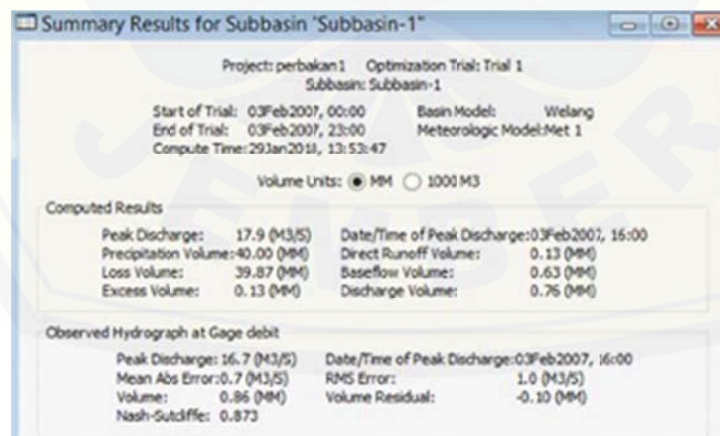 Summary Results for Subbasin "Subbasin-1"
Project: perbakan1 Optimization Trial: Trial 1
Subbasin: Subbasin-1
Start of Trial: 03Feb2007, 00:00 Basin Model: Welang
End of Trial: 03Feb2007, 23:00 Meteorologic Model:Met 1
Compute Time:29Jan2018, 13:53:47
Volume Units: MM 1000 M3
Computed Results
Peak Discharge: 17.9 (M3/S) Date/Time of Peak Discharge:03Feb2007, 16:00
Precipitation Volume:40.00 (MM) Direct Runoff Volume: 0.13 (MM)
Loss Volume: 39.87 (MM) Baseflow Volume: 0.63 (MM)
Excess Volume: 0.13 (MM) Discharge Volume: 0.76 (MM)
Observed Hydrograph at Gage debit
Peak Discharge: 16.7 (M3/S) Date/Time of Peak Discharge:03Feb2007, 16:00
Mean Abs Error:0.7 (M3/S) RMS Error: 1.0 (M3/S)
Volume: 0.86 (MM) Volume Residual: -0.10 (MM)
Nash-Sutcliffe: 0.873